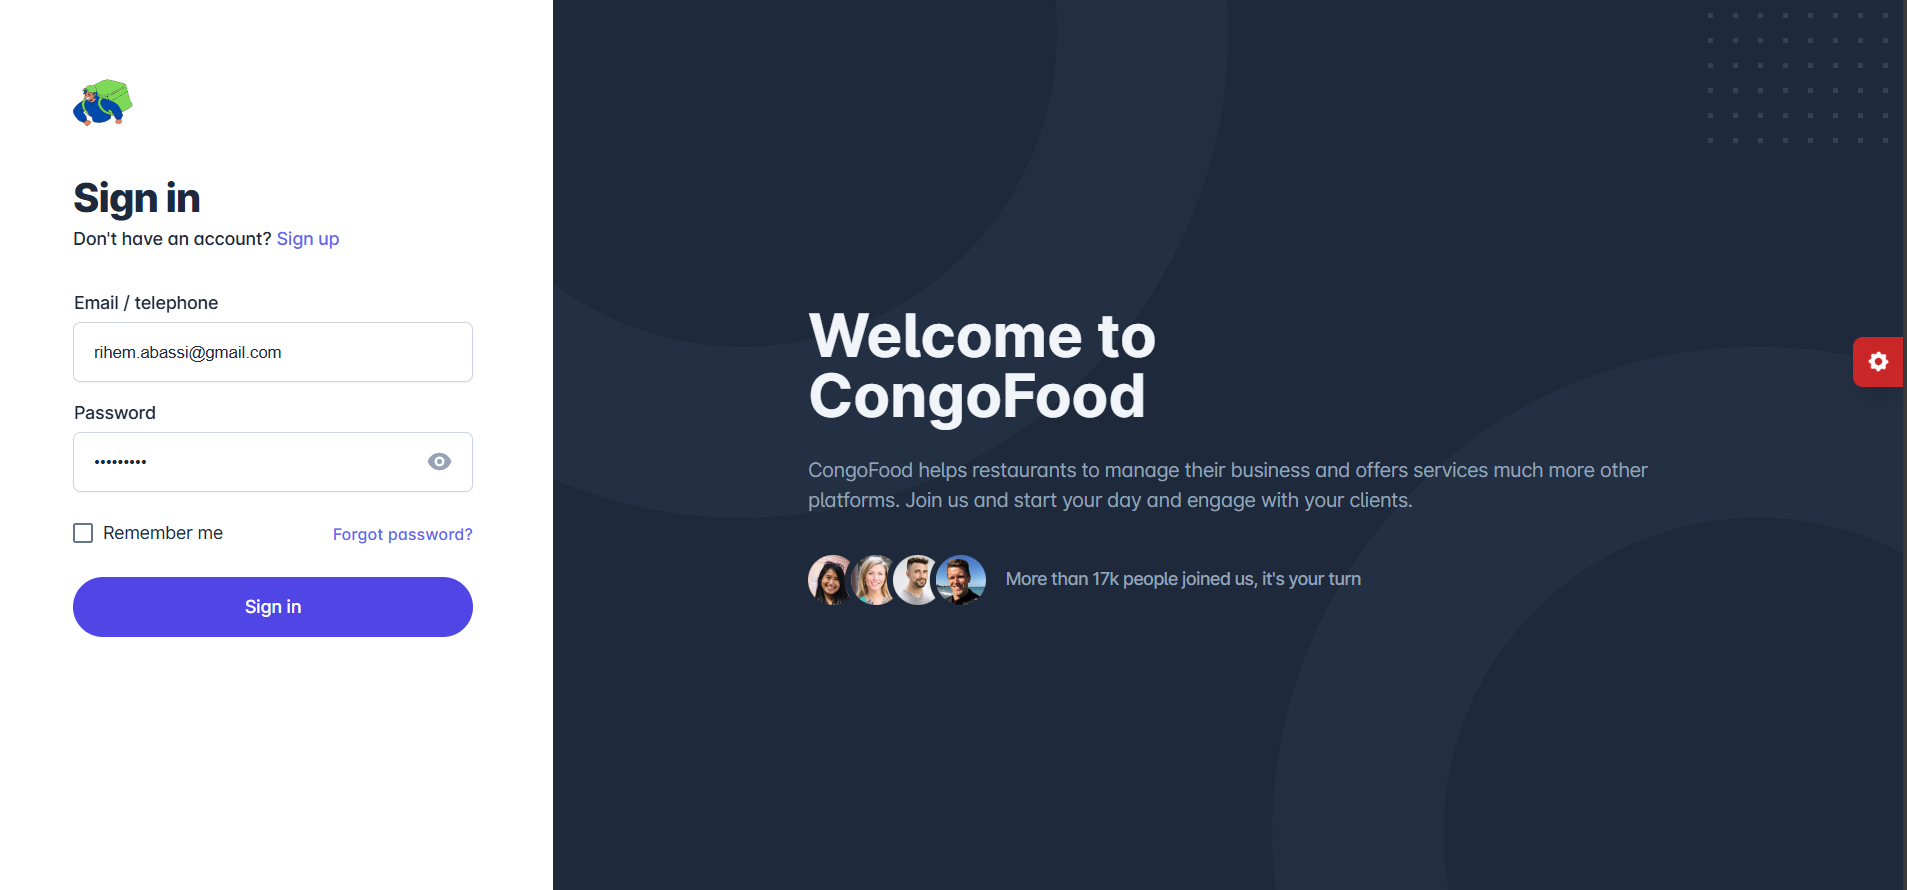 Sign in
Don't have an account? Sign up
Email / telephone
rihem.abassi@gmail.com
Password
•••••••••
Remember me
Forgot password?
Sign in
Welcome to
CongoFood
CongoFood helps restaurants to manage their business and offers services much more other
platforms. Join us and start your day and engage with your clients.
More than 17k people joined us, it's your turn